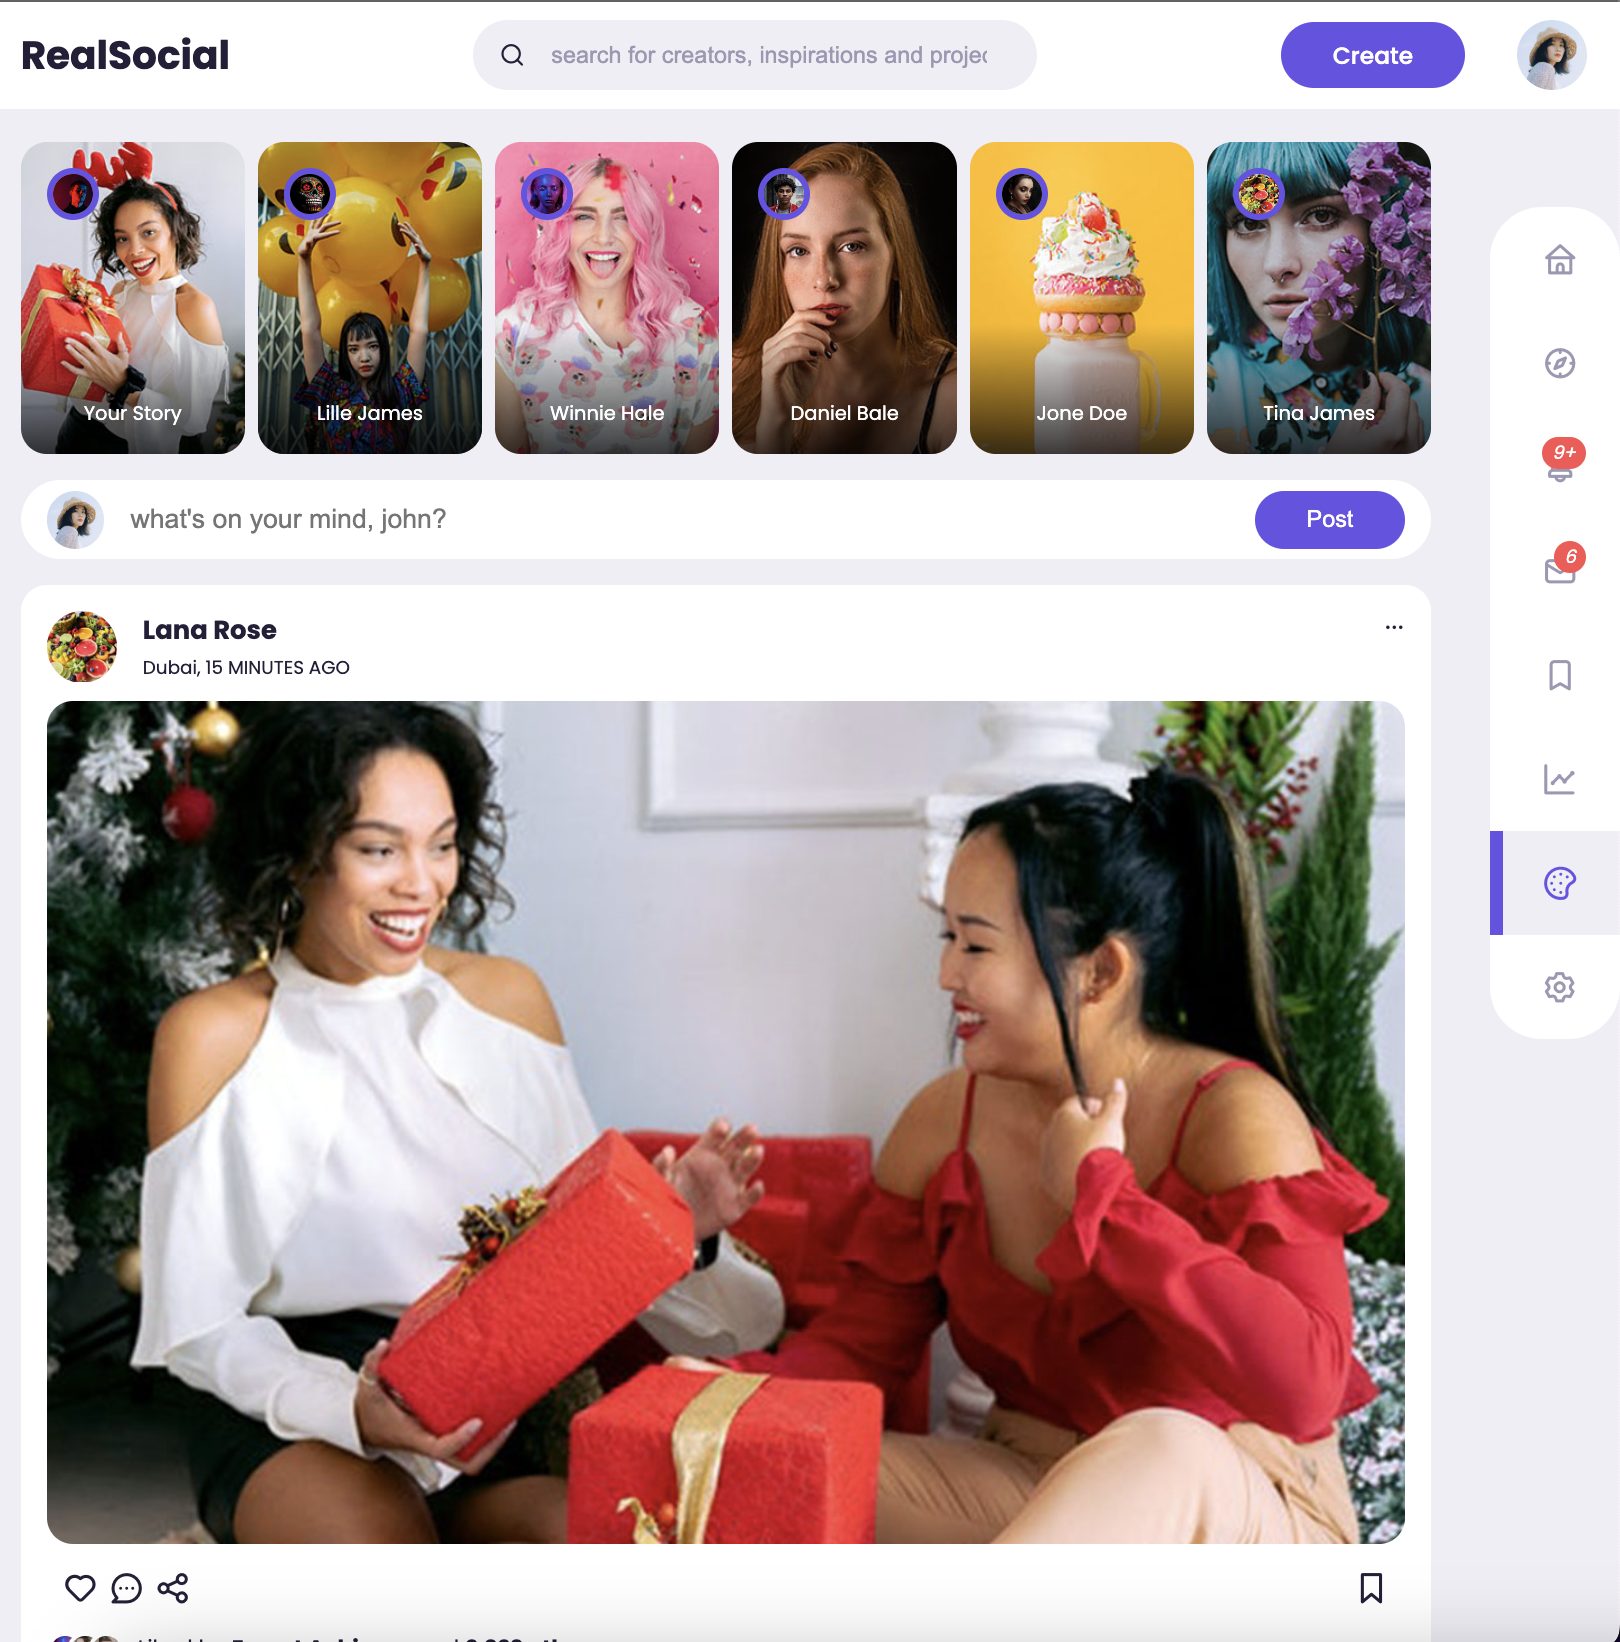 RealSocial
search for creators, inspirations and projec
Create
Your Story
Lille James
Winnie Hale
Daniel Bale
Jone Doe
Tina James
9+
what's on your mind, john?
Post
6
Lana Rose
Dubai, 15 MINUTES AGO